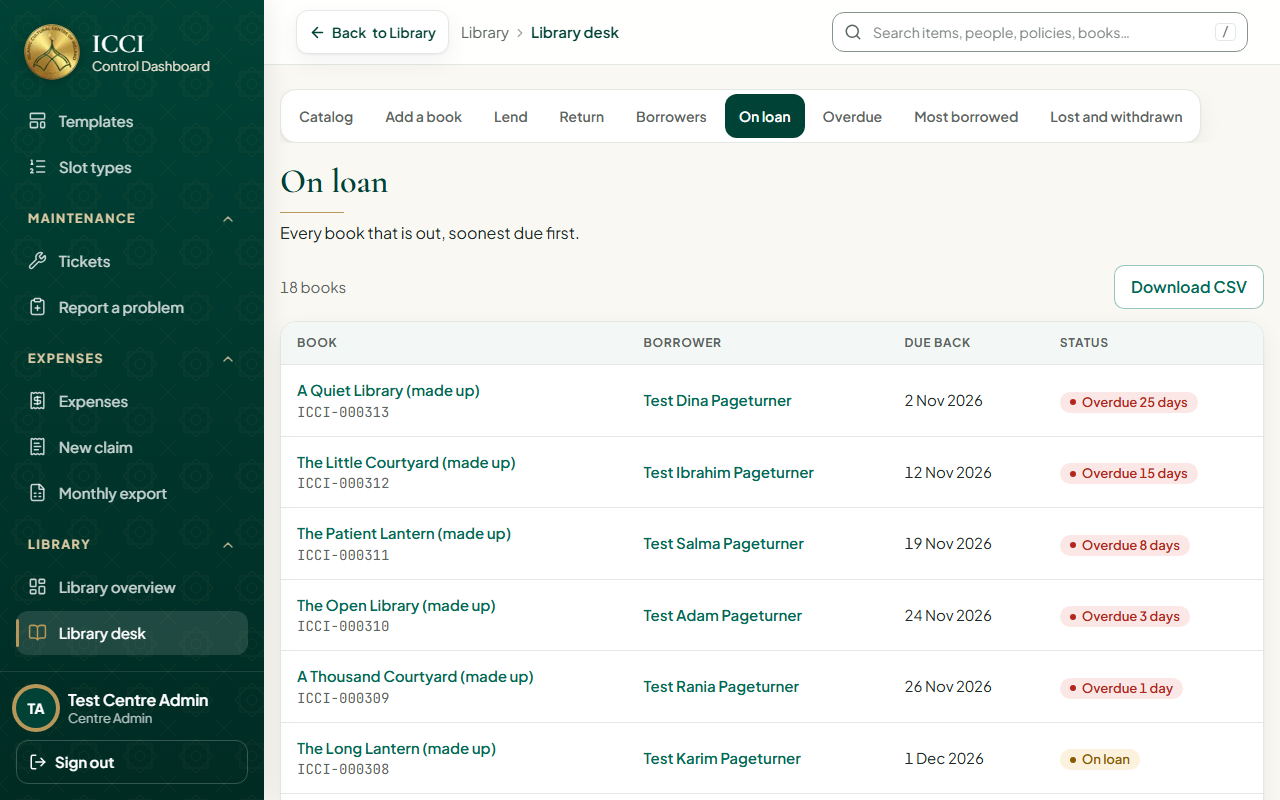 ICCI
Control Dashboard
Templates
Slot types
MAINTENANCE
Tickets
Report a problem
EXPENSES
Expenses
New claim
Monthly export
LIBRARY
Library overview
Library desk
TA
Test Centre Admin
Centre Admin
Sign out
Back to Library
Library > Library desk
Search items, people, policies, books… /
Catalog Add a book Lend Return Borrowers On loan Overdue Most borrowed Lost and withdrawn
On loan
Every book that is out, soonest due first.
18 books
Download CSV
BOOK BORROWER DUE BACK STATUS
A Quiet Library (made up)
ICCI-000313
Test Dina Pageturner 2 Nov 2026 Overdue 25 days
The Little Courtyard (made up)
ICCI-000312
Test Ibrahim Pageturner 12 Nov 2026 Overdue 15 days
The Patient Lantern (made up)
ICCI-000311
Test Salma Pageturner 19 Nov 2026 Overdue 8 days
The Open Library (made up)
ICCI-000310
Test Adam Pageturner 24 Nov 2026 Overdue 3 days
A Thousand Courtyard (made up)
ICCI-000309
Test Rania Pageturner 26 Nov 2026 Overdue 1 day
The Long Lantern (made up)
ICCI-000308
Test Karim Pageturner 1 Dec 2026 On loan